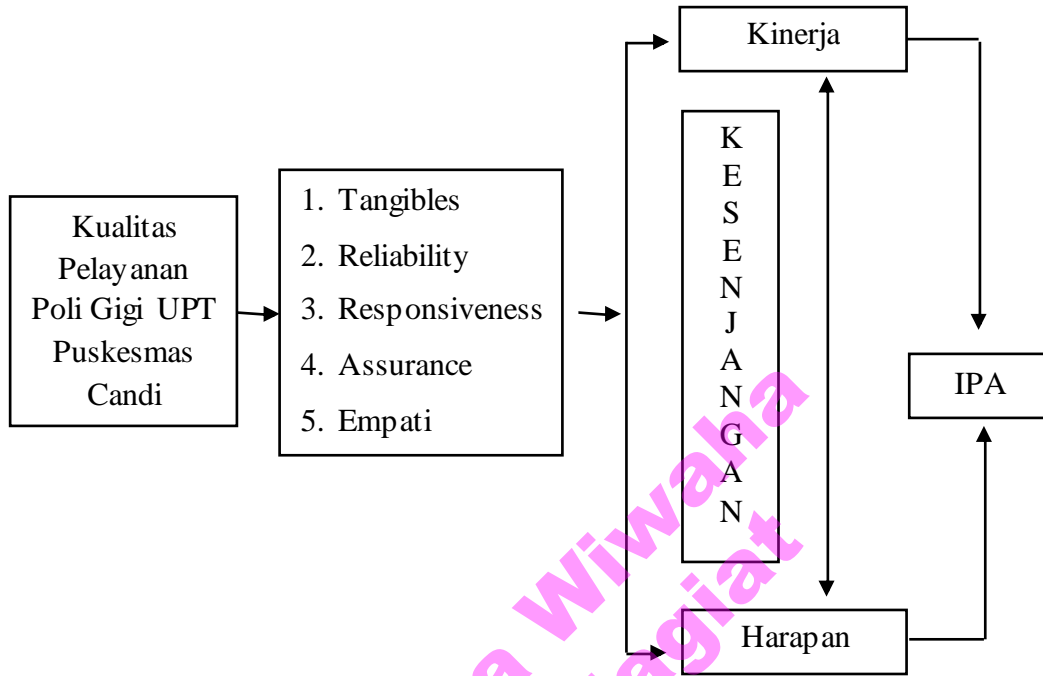 Kualitas
Pelayanan
Poli Gigi UPT
Puskesmas
Candi
1. Tangibles
2. Reliability
3. Responsiveness
4. Assurance
5. Empati
Kinerja
K
E
S
E
N
J
A
N
G
A
N
Harapan
IPA
Wiwaha